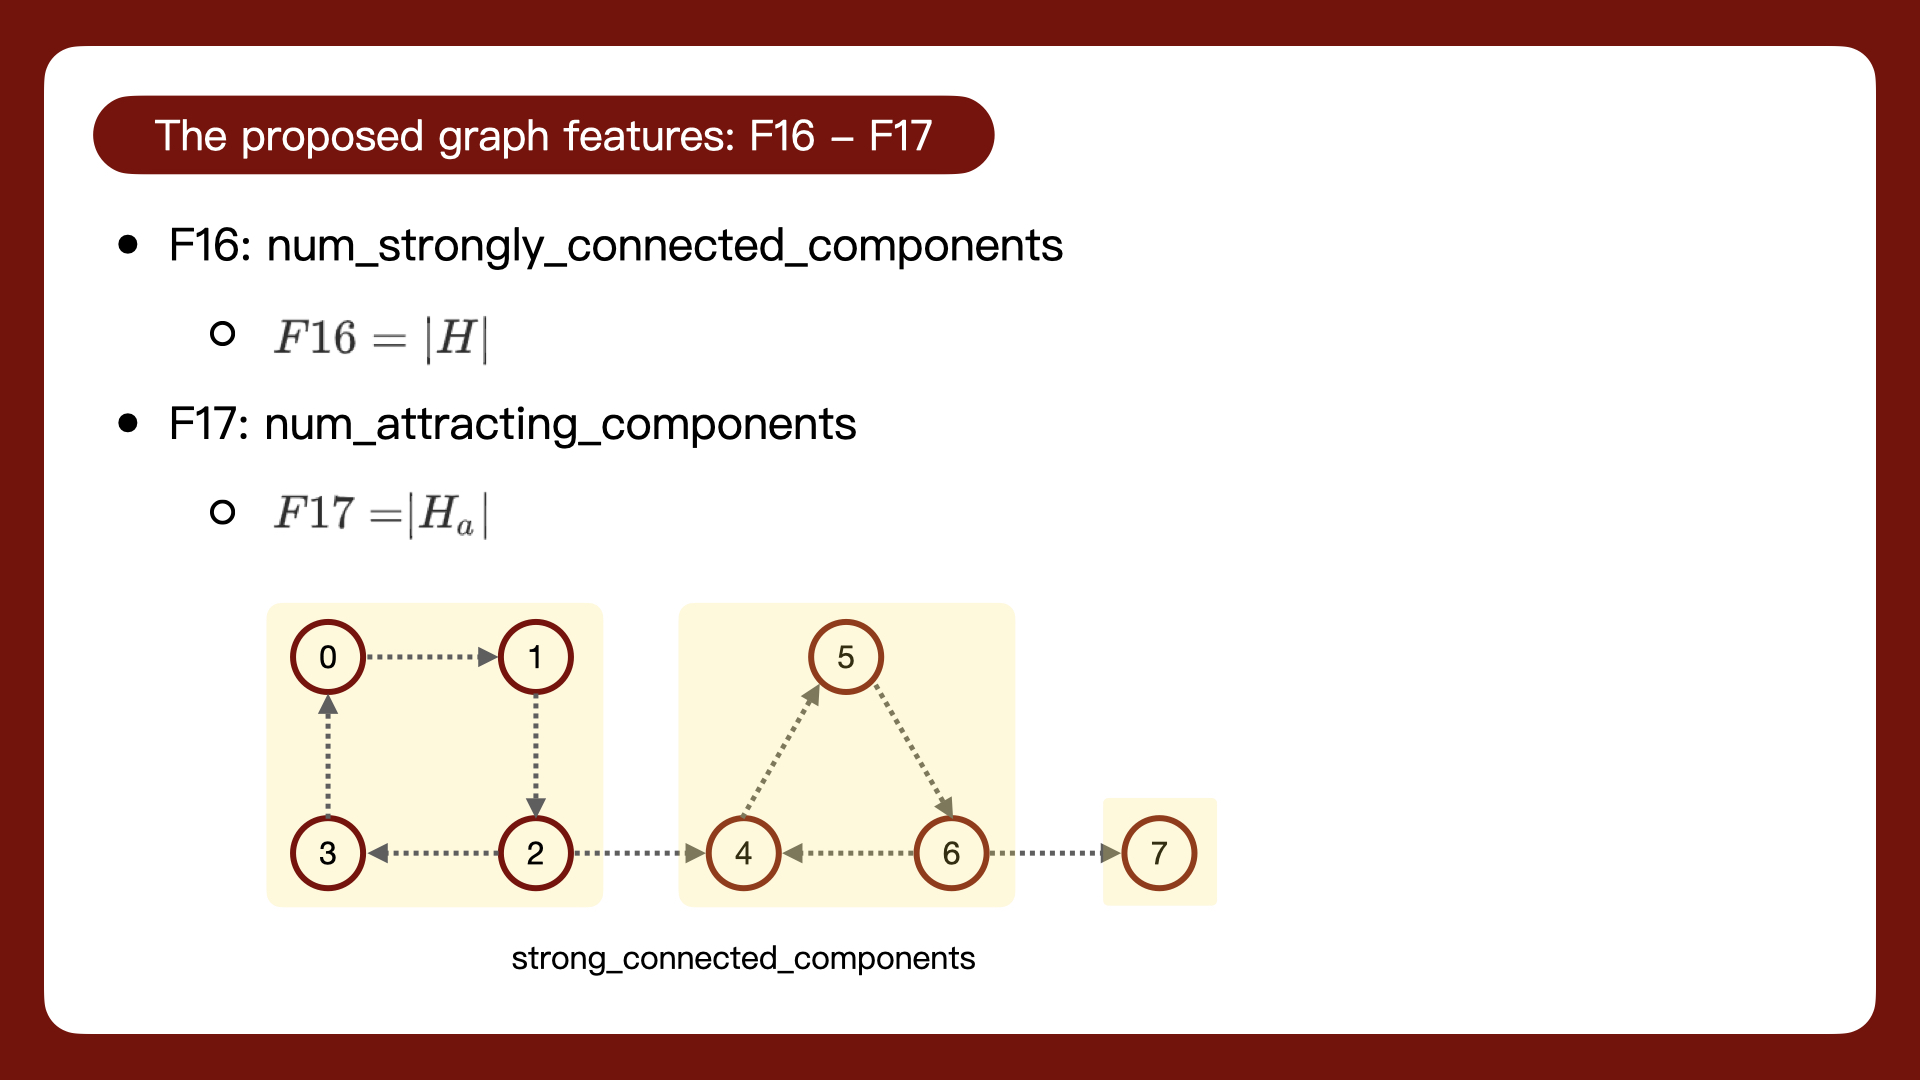 The proposed graph features: F16 – F17
F16: num_strongly_connected_components
F16 = |H|
F17: num_attracting_components
F17 =|Hₐ|
0 1 5
3 2 4 6 7
strong_connected_components